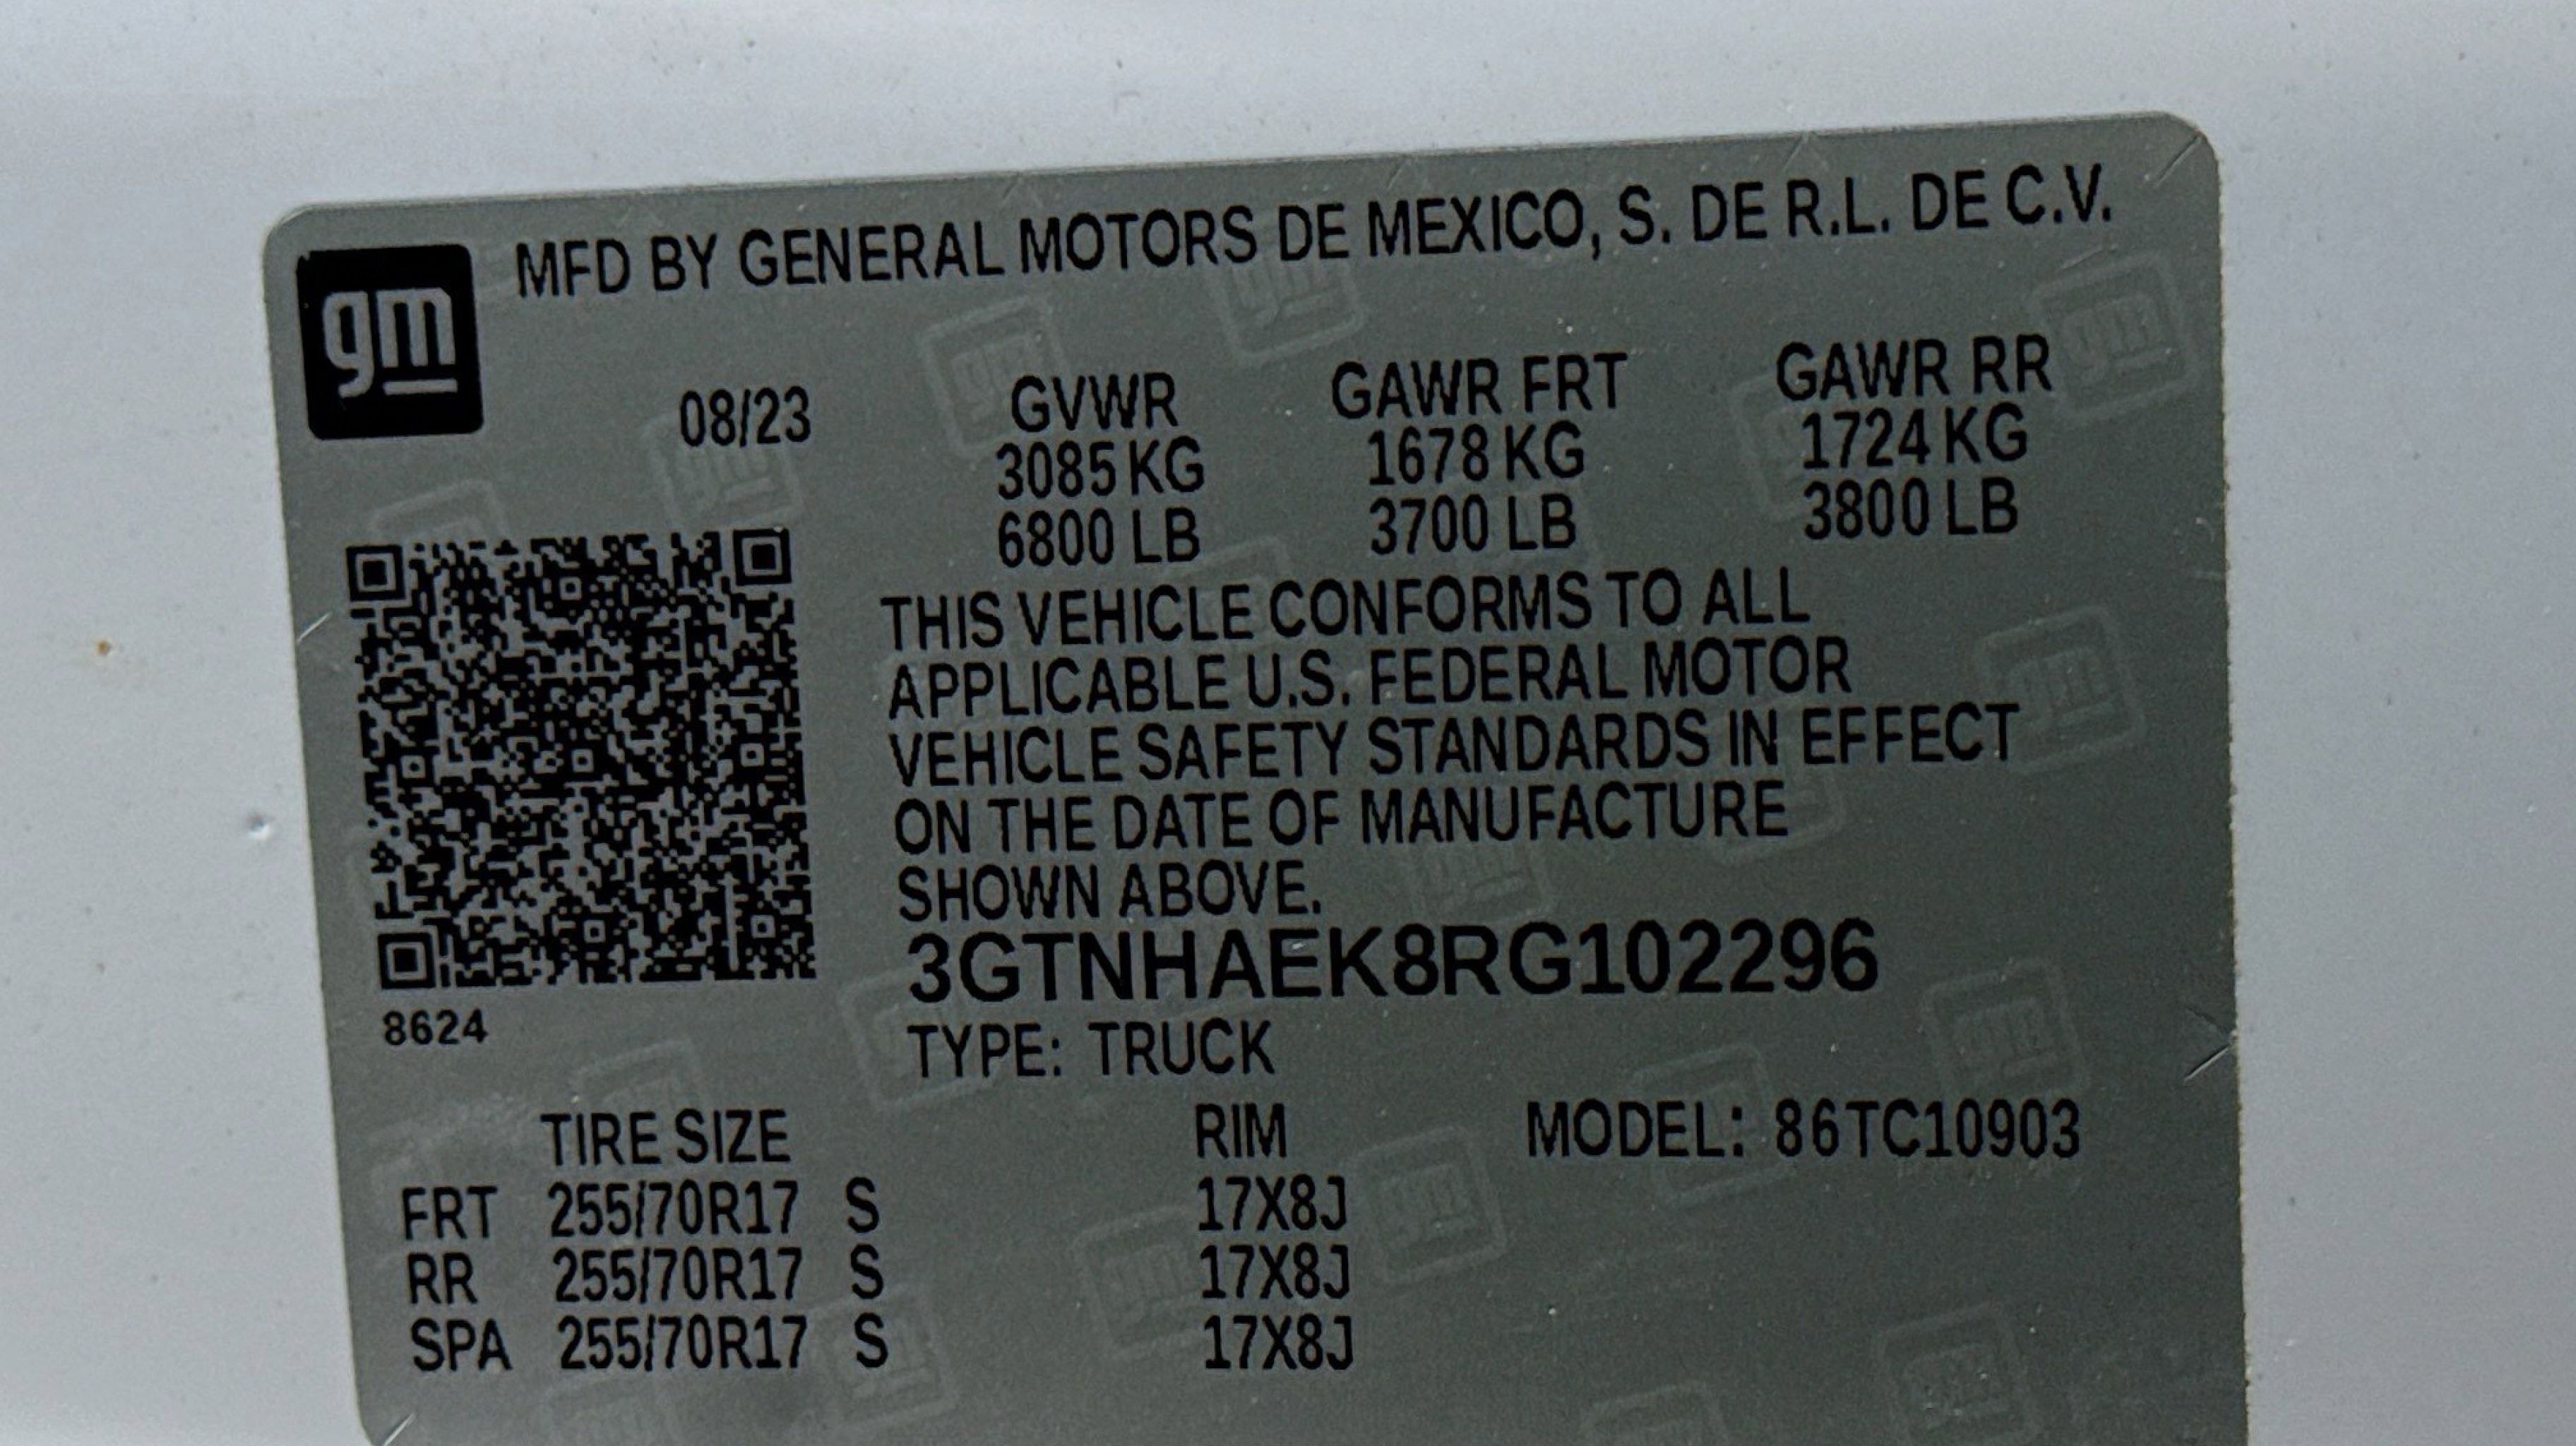 gm MFD BY GENERAL MOTORS DE MEXICO, S. DE R.L. DE C.V.
08/23 GVWR GAWR FRT GAWR RR
3085 KG 1678 KG 1724 KG
6800 LB 3700 LB 3800 LB
THIS VEHICLE CONFORMS TO ALL
APPLICABLE U.S. FEDERAL MOTOR
VEHICLE SAFETY STANDARDS IN EFFECT
ON THE DATE OF MANUFACTURE
SHOWN ABOVE.
3GTNHAEK8RG102296
8624
TYPE: TRUCK
TIRE SIZE RIM MODEL: 86TC10903
FRT 255/70R17 S 17X8J
RR 255/70R17 S 17X8J
SPA 255/70R17 S 17X8J